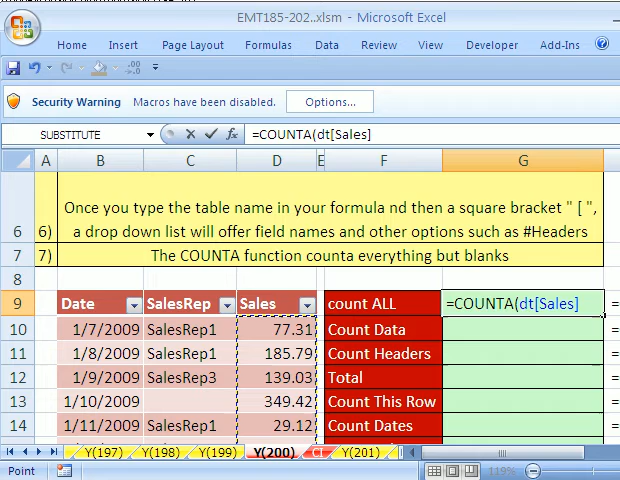 EMT185-202..xlsm - Microsoft Excel
Home Insert Page Layout Formulas Data Review View Developer Add-Ins
Security Warning Macros have been disabled. Options...
SUBSTITUTE =COUNTA(dt[Sales]
A B C D E F G
6 6) Once you type the table name in your formula nd then a square bracket " [ ",
a drop down list will offer field names and other options such as #Headers
7 7) The COUNTA function counta everything but blanks
8
9 Date SalesRep Sales count ALL =COUNTA(dt[Sales] =
10 1/7/2009 SalesRep1 77.31 Count Data =
11 1/8/2009 SalesRep1 185.79 Count Headers =
12 1/9/2009 SalesRep3 139.03 Total =
13 1/10/2009 349.42 Count This Row =
14 1/11/2009 SalesRep1 29.12 Count Dates =
Y(197) Y(198) Y(199) Y(200) CF Y(201)
Point 119%